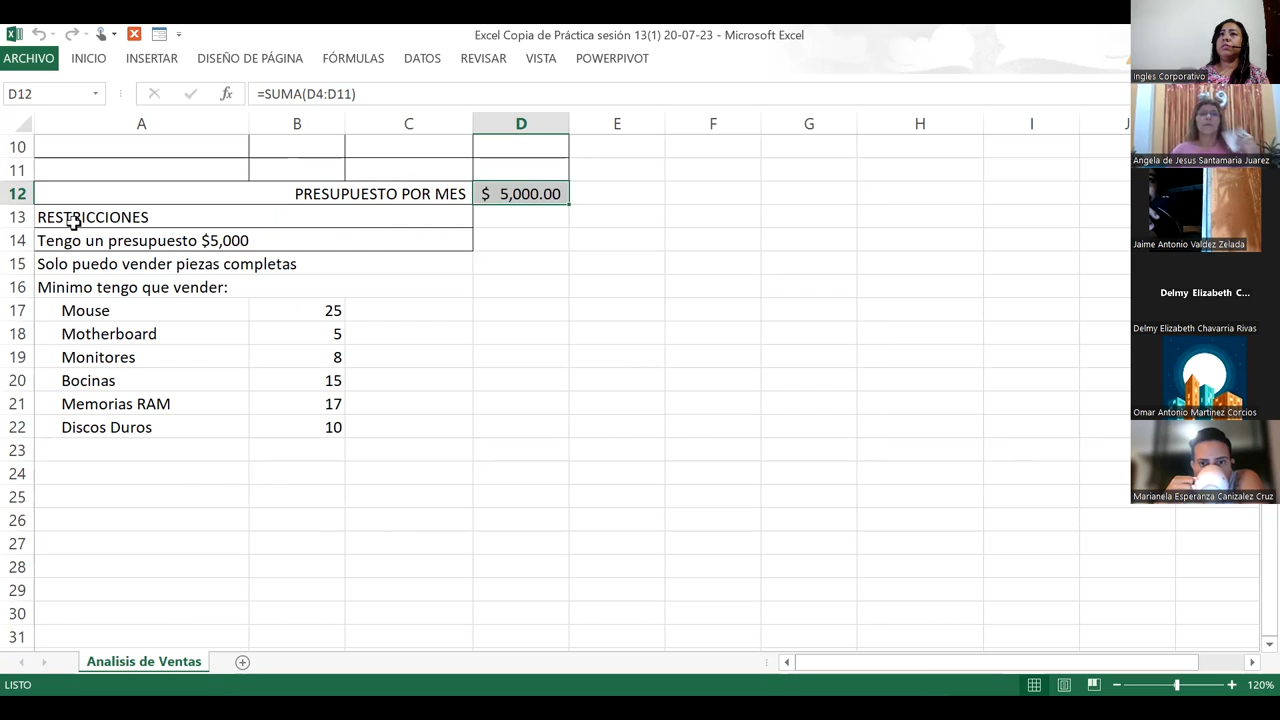 Excel Copia de Práctica sesión 13(1) 20-07-23 - Microsoft Excel
ARCHIVO INICIO INSERTAR DISEÑO DE PÁGINA FÓRMULAS DATOS REVISAR VISTA POWERPIVOT
D12 fx =SUMA(D4:D11)
A B C D E F G H I J
10
11
12 PRESUPUESTO POR MES $ 5,000.00
13 RESTRICCIONES
14 Tengo un presupuesto $5,000
15 Solo puedo vender piezas completas
16 Minimo tengo que vender:
17 Mouse 25
18 Motherboard 5
19 Monitores 8
20 Bocinas 15
21 Memorias RAM 17
22 Discos Duros 10
23
24
25
26
27
28
29
30
31
Analisis de Ventas
LISTO 120%
Ingles Corporativo
Angela de Jesus Santamaria Juarez
Jaime Antonio Valdez Zelada
Delmy Elizabeth C...
Delmy Elizabeth Chavarria Rivas
Omar Antonio Martinez Corcios
Marianela Esperanza Canizalez Cruz